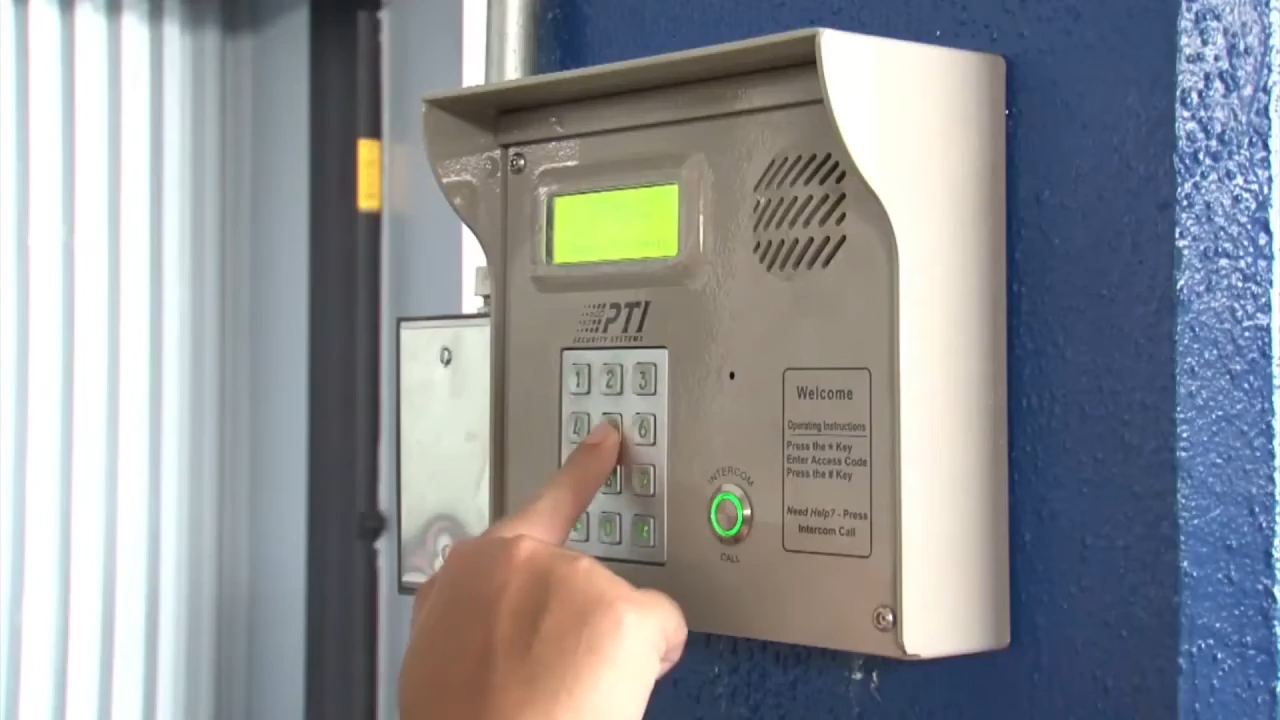 PTI
SECURITY SYSTEMS
1 2 3
4 6
INTERCOM
CALL
Welcome
Operating Instructions
Press the * Key
Enter Access Code
Press the # Key
Need Help? - Press
Intercom Call